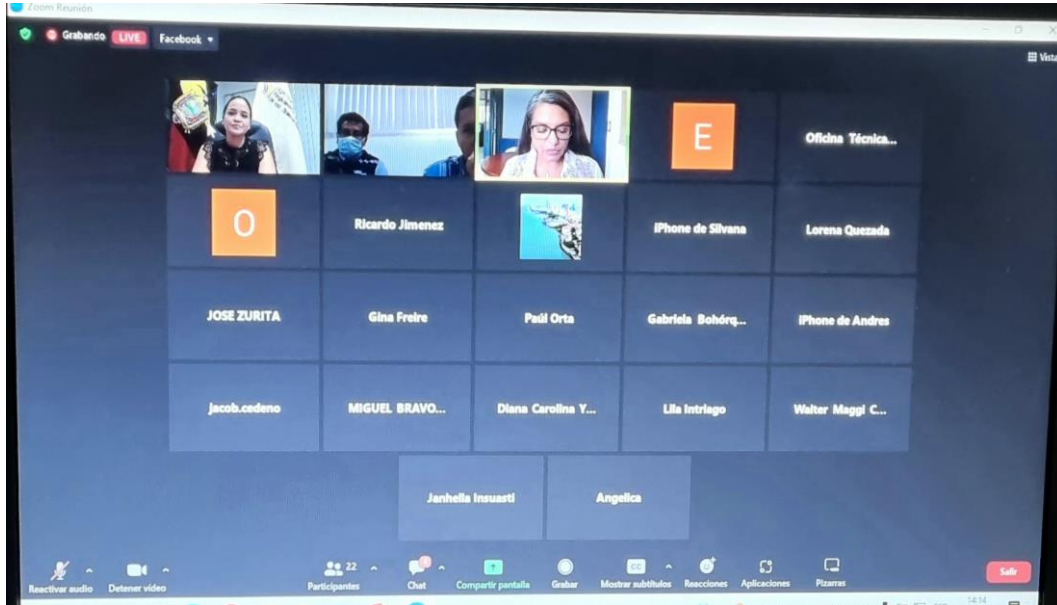 Zoom Reunión
Grabando LIVE Facebook
Vista
E
Oficina Técnica...
O
Ricardo Jimenez
iPhone de Silvana
Lorena Quezada
JOSE ZURITA
Gina Freire
Paúl Orta
Gabriela Bohórq...
iPhone de Andres
jacob.cedeno
MIGUEL BRAVO...
Diana Carolina Y...
Lila Intriago
Walter Maggi C...
Janhella Insuasti
Angelica
Reactivar audio
Detener video
22
Participantes
Chat
Compartir pantalla
Grabar
CC
Mostrar subtítulos
Reacciones
Aplicaciones
Pizarras
Salir
14:14